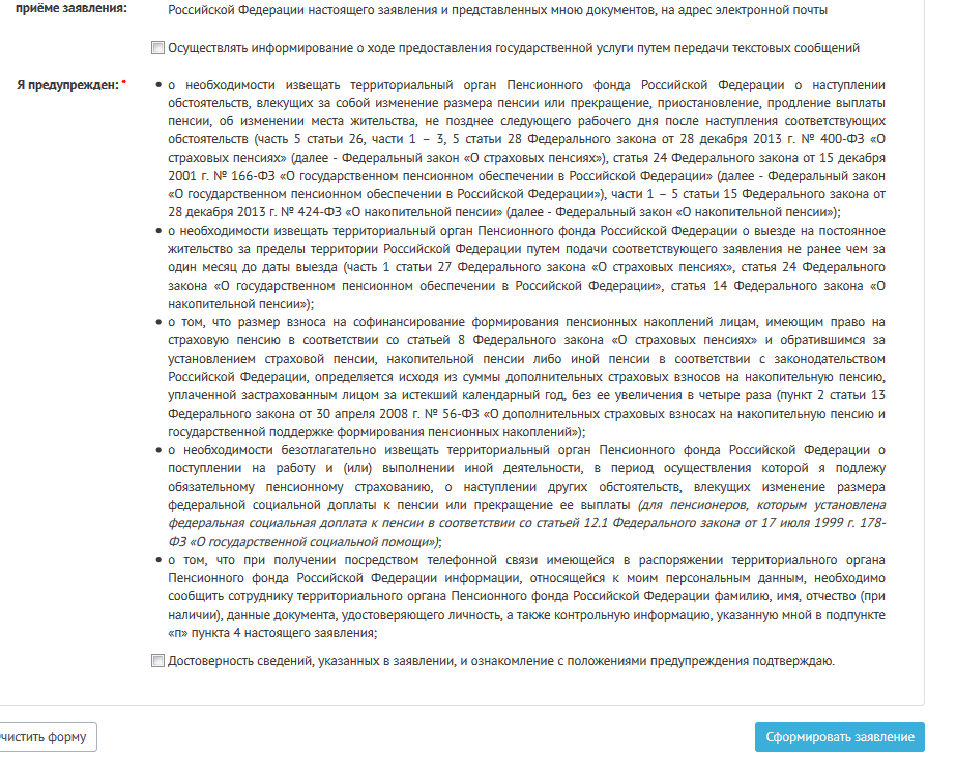 приёме заявления: Российской Федерации настоящего заявления и представленных мною документов, на адрес электронной почты
Осуществлять информирование о ходе предоставления государственной услуги путем передачи текстовых сообщений
Я предупрежден: *
• о необходимости извещать территориальный орган Пенсионного фонда Российской Федерации о наступлении
обстоятельств, влекущих за собой изменение размера пенсии или прекращение, приостановление, продление выплаты
пенсии, об изменении места жительства, не позднее следующего рабочего дня после наступления соответствующих
обстоятельств (часть 5 статьи 26, части 1 – 3, 5 статьи 28 Федерального закона от 28 декабря 2013 г. № 400-ФЗ «О
страховых пенсиях» (далее - Федеральный закон «О страховых пенсиях»), статья 24 Федерального закона от 15 декабря
2001 г. № 166-ФЗ «О государственном пенсионном обеспечении в Российской Федерации» (далее - Федеральный закон
«О государственном пенсионном обеспечении в Российской Федерации»), части 1 – 5 статьи 15 Федерального закона от
28 декабря 2013 г. № 424-ФЗ «О накопительной пенсии» (далее - Федеральный закон «О накопительной пенсии»);
• о необходимости извещать территориальный орган Пенсионного фонда Российской Федерации о выезде на постоянное
жительство за пределы территории Российской Федерации путем подачи соответствующего заявления не ранее чем за
один месяц до даты выезда (часть 1 статьи 27 Федерального закона «О страховых пенсиях», статья 24 Федерального
закона «О государственном пенсионном обеспечении в Российской Федерации», статья 14 Федерального закона «О
накопительной пенсии»);
• о том, что размер взноса на софинансирование формирования пенсионных накоплений лицам, имеющим право на
страховую пенсию в соответствии со статьей 8 Федерального закона «О страховых пенсиях» и обратившимся за
установлением страховой пенсии, накопительной пенсии либо иной пенсии в соответствии с законодательством
Российской Федерации, определяется исходя из суммы дополнительных страховых взносов на накопительную пенсию,
уплаченной застрахованным лицом за истекший календарный год, без ее увеличения в четыре раза (пункт 2 статьи 13
Федерального закона от 30 апреля 2008 г. № 56-ФЗ «О дополнительных страховых взносах на накопительную пенсию и
государственной поддержке формирования пенсионных накоплений»);
• о необходимости безотлагательно извещать территориальный орган Пенсионного фонда Российской Федерации о
поступлении на работу и (или) выполнении иной деятельности, в период осуществления которой я подлежу
обязательному пенсионному страхованию, о наступлении других обстоятельств, влекущих изменение размера
федеральной социальной доплаты к пенсии или прекращение ее выплаты (для пенсионеров, которым установлена
федеральная социальная доплата к пенсии в соответствии со статьей 12.1 Федерального закона от 17 июля 1999 г. 178-
ФЗ «О государственной социальной помощи»);
• о том, что при получении посредством телефонной связи имеющейся в распоряжении территориального органа
Пенсионного фонда Российской Федерации информации, относящейся к моим персональным данным, необходимо
сообщить сотруднику территориального органа Пенсионного фонда Российской Федерации фамилию, имя, отчество (при
наличии), данные документа, удостоверяющего личность, а также контрольную информацию, указанную мной в подпункте
«п» пункта 4 настоящего заявления;
Достоверность сведений, указанных в заявлении, и ознакомление с положениями предупреждения подтверждаю.
чистить форму
Сформировать заявление